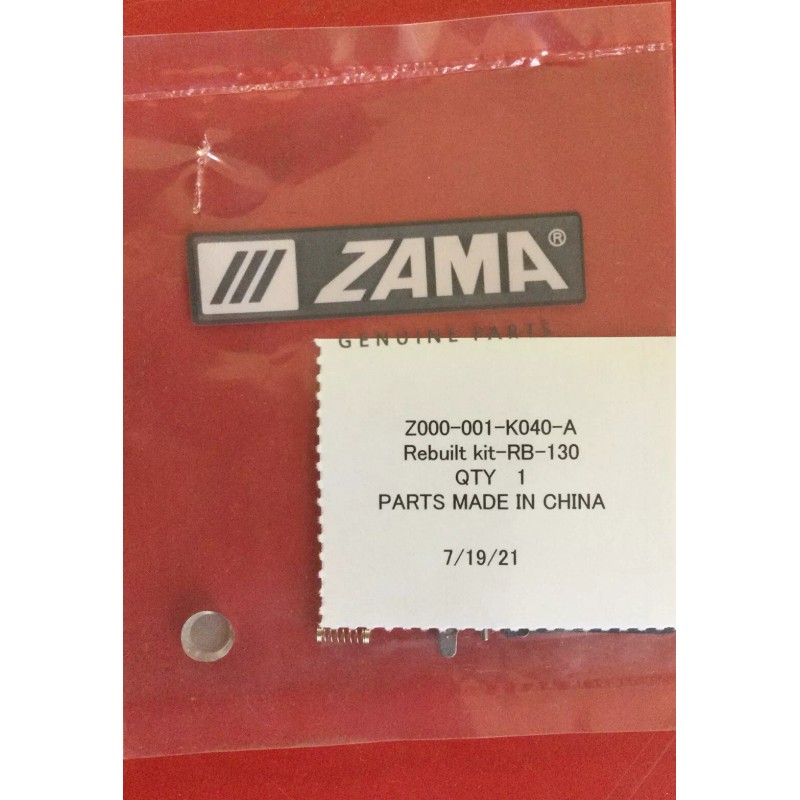 ZAMA®
GENUINE PARTS
Z000-001-K040-A
Rebuilt kit-RB-130
QTY 1
PARTS MADE IN CHINA
7/19/21